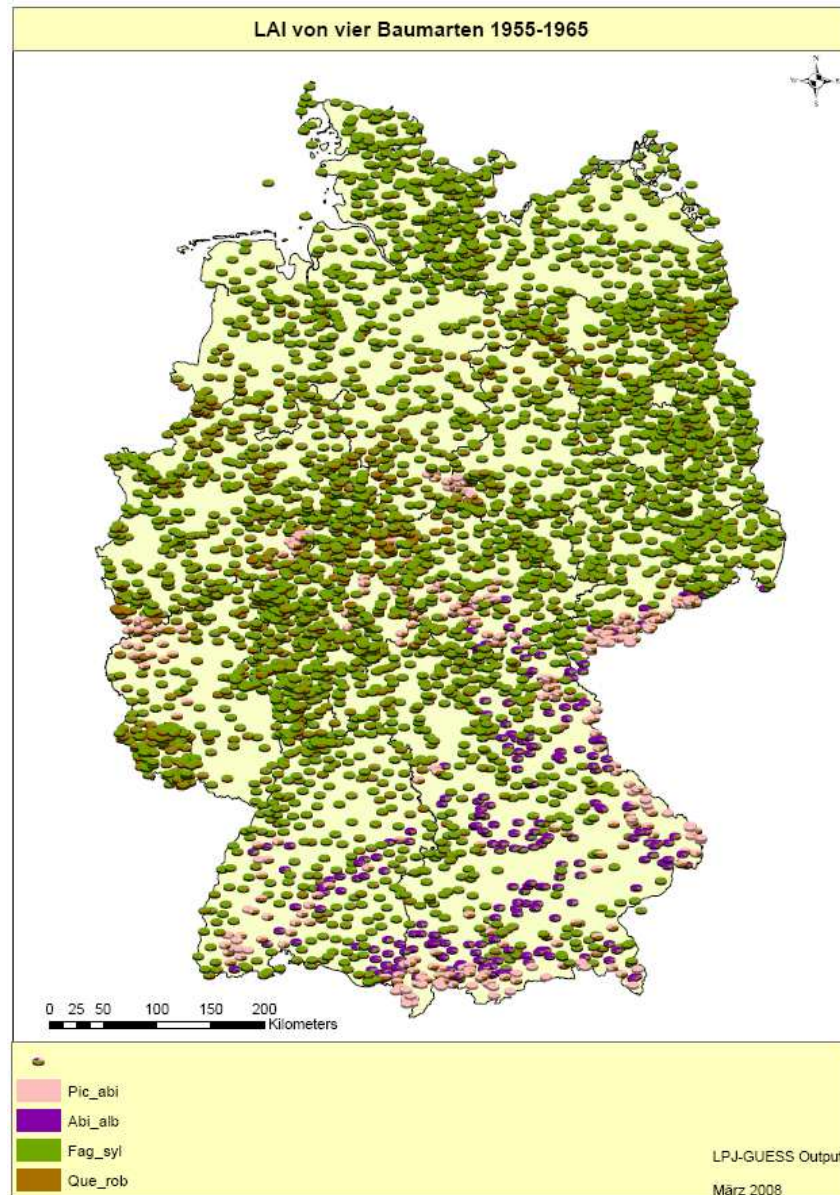 LAI von vier Baumarten 1955-1965
N
W E
S
0 25 50 100 150 200
Kilometers
Pic_abi
Abi_alb
Fag_syl
Que_rob
LPJ-GUESS Output
März 2008